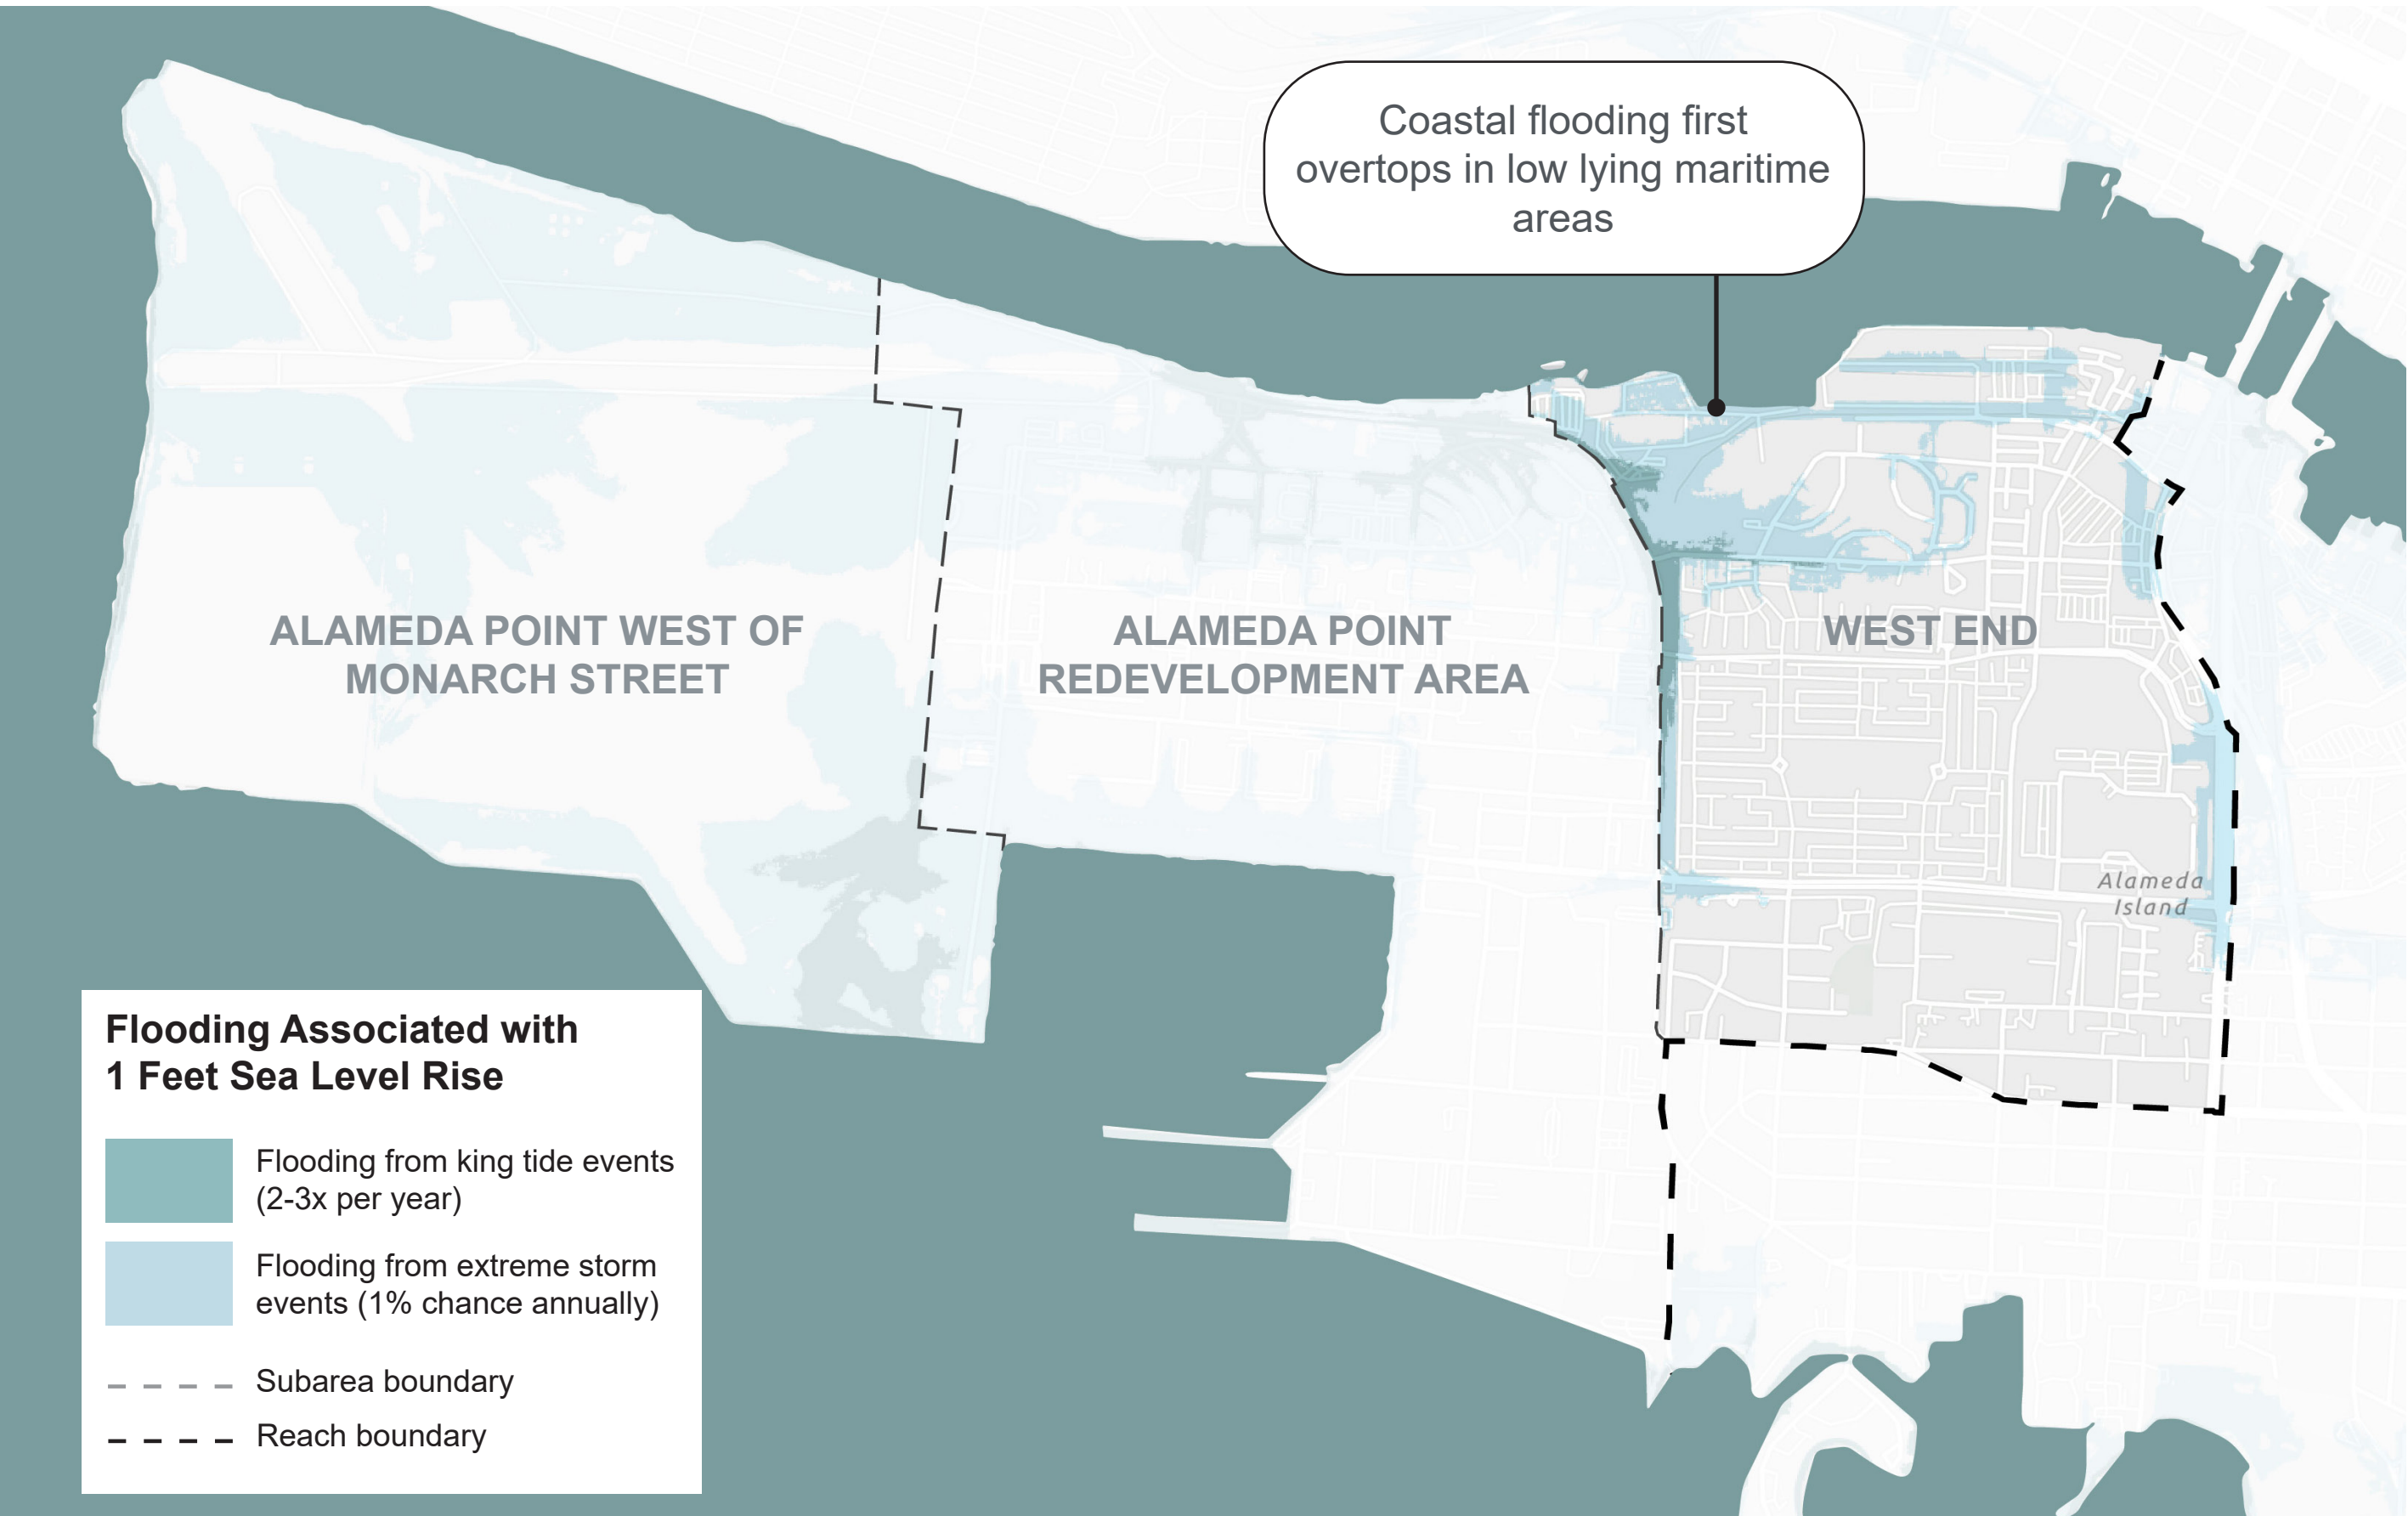 Coastal flooding first
overtops in low lying maritime
areas
ALAMEDA POINT WEST OF
MONARCH STREET
ALAMEDA POINT
REDEVELOPMENT AREA
WEST END
Alameda
Island
Flooding Associated with
1 Feet Sea Level Rise
Flooding from king tide events
(2-3x per year)
Flooding from extreme storm
events (1% chance annually)
Subarea boundary
Reach boundary